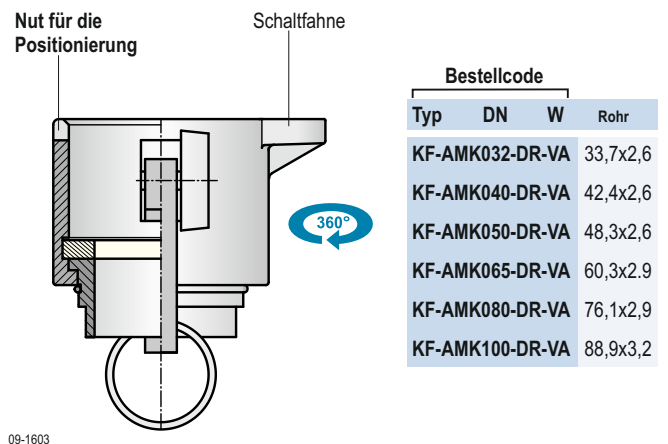 Nut für die
Positionierung
Schaltfahne
360°
Bestellcode
Typ DN W Rohr
KF-AMK032-DR-VA 33,7x2,6
KF-AMK040-DR-VA 42,4x2,6
KF-AMK050-DR-VA 48,3x2,6
KF-AMK065-DR-VA 60,3x2.9
KF-AMK080-DR-VA 76,1x2,9
KF-AMK100-DR-VA 88,9x3,2
09-1603